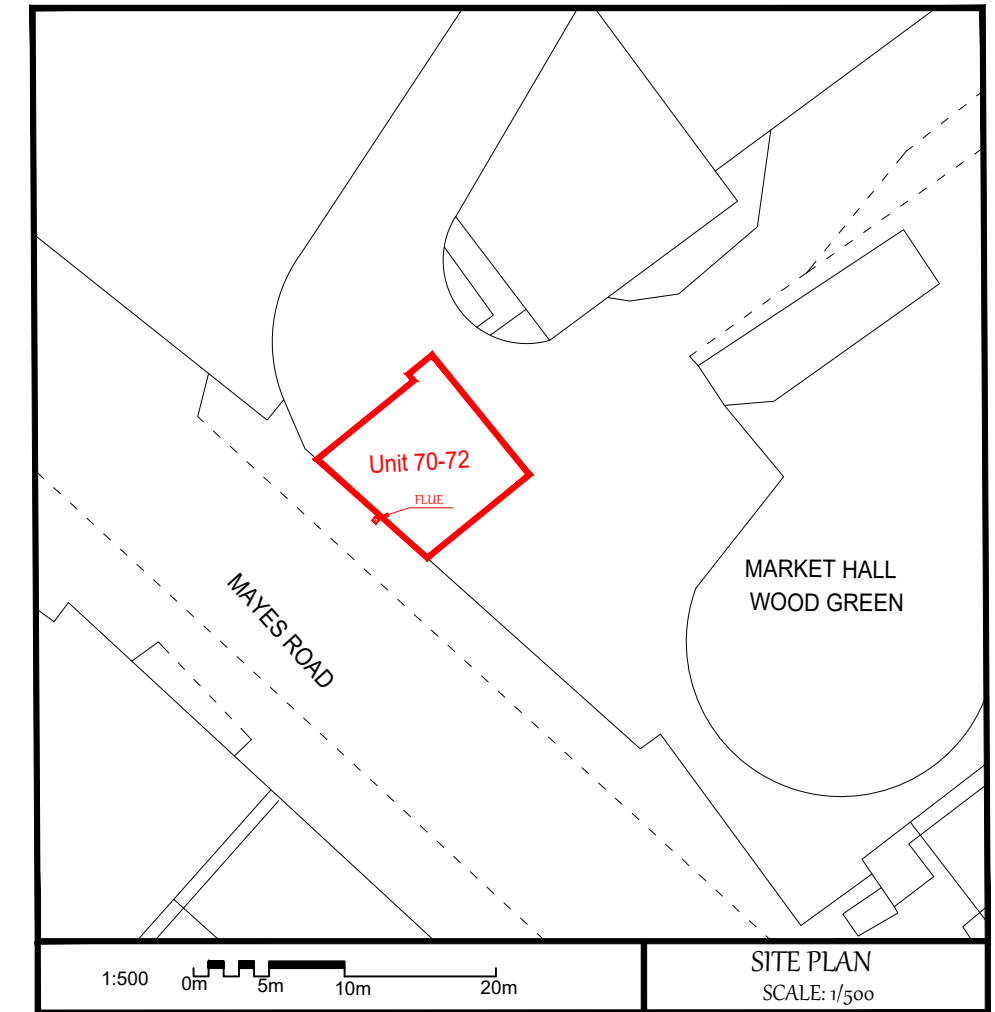 Unit 70-72
FLUE
MARKET HALL
WOOD GREEN
MAYES ROAD
1:500
0m
5m
10m
20m
SITE PLAN
SCALE: 1/500